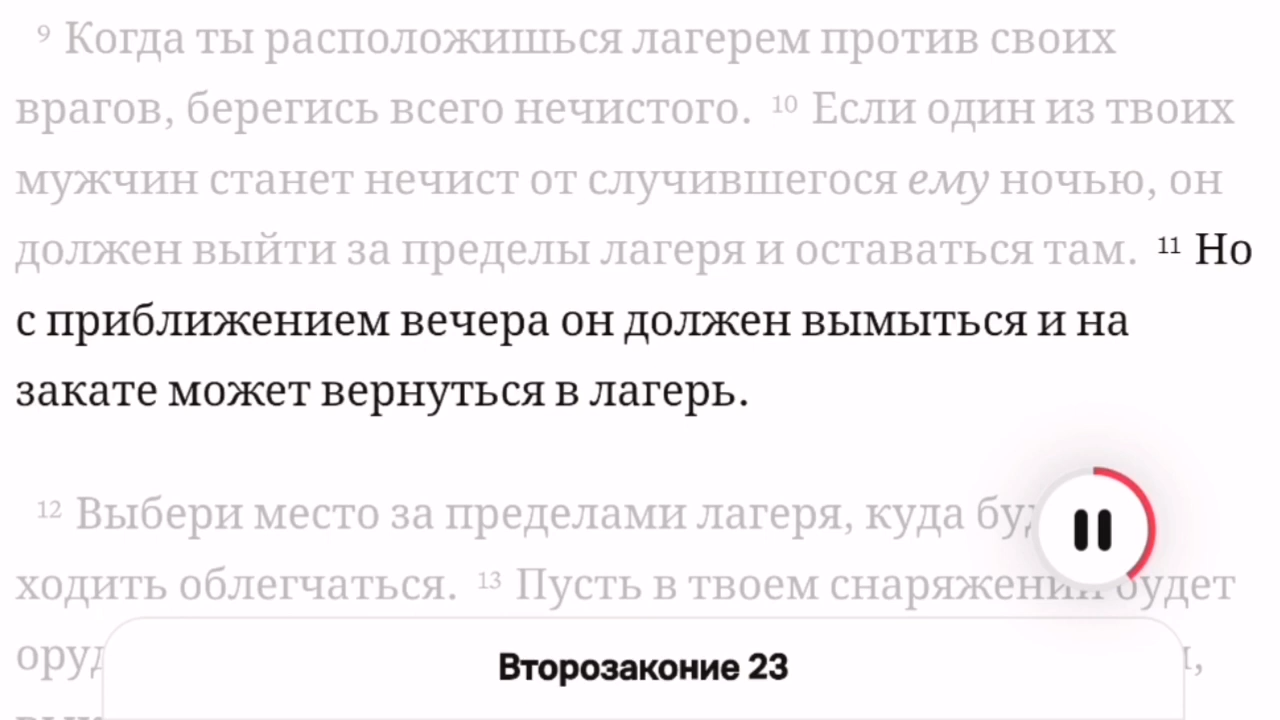 9 Когда ты расположишься лагерем против своих
врагов, берегись всего нечистого. 10 Если один из твоих
мужчин станет нечист от случившегося ему ночью, он
должен выйти за пределы лагеря и оставаться там. 11 Но
с приближением вечера он должен вымыться и на
закате может вернуться в лагерь.
12 Выбери место за пределами лагеря, куда
ходить облегчаться. 13 Пусть в твоем снаряжении будет
Второзаконие 23